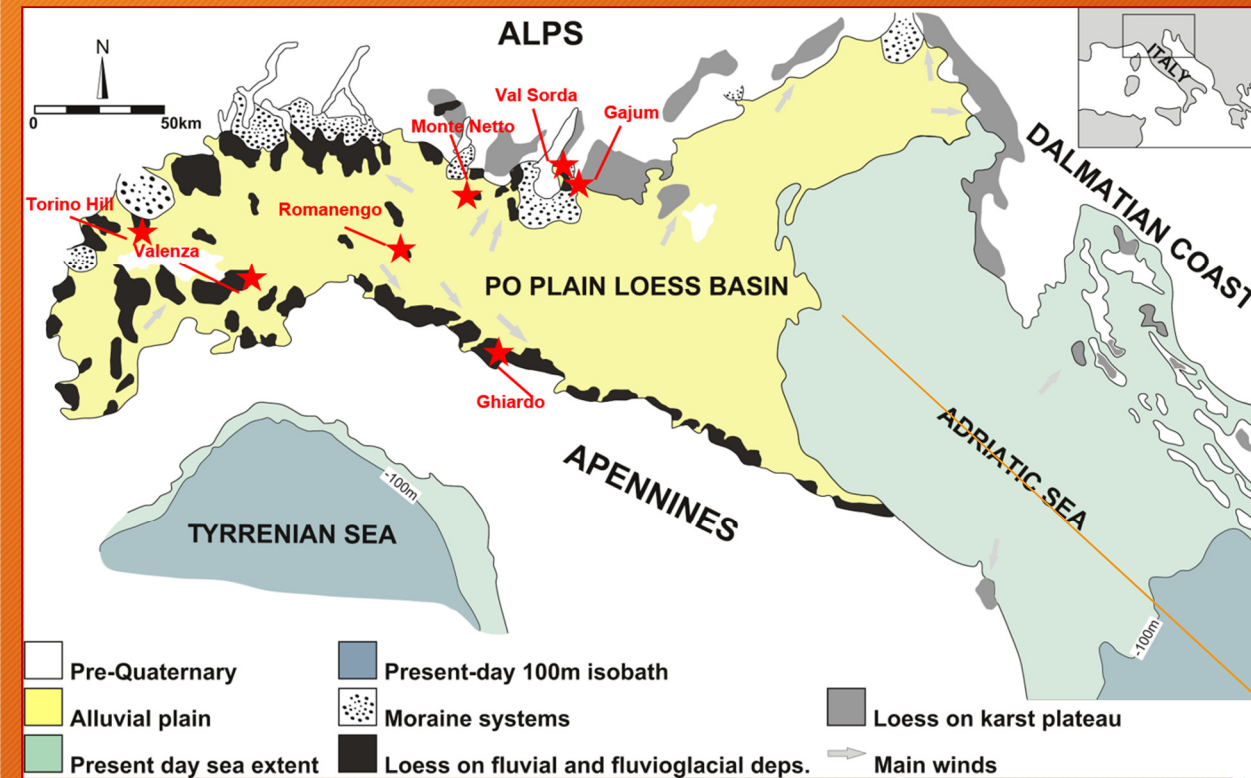 ALPS
N
0
50km
Val Sorda
Gajum
Monte Netto
ITALY
DALMATIAN COAST
Torino Hill
Romanengo
Valenza
PO PLAIN LOESS BASIN
Ghiardo
ADRIATIC SEA
APENNINES
-100m
TYRRENIAN SEA
-100m
Pre-Quaternary
Alluvial plain
Present day sea extent
Present-day 100m isobath
Moraine systems
Loess on fluvial and fluvioglacial deps.
Loess on karst plateau
Main winds